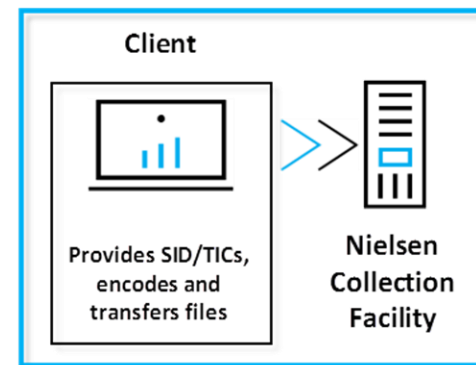 Client
Provides SID/TICs,
encodes and
transfers files
Nielsen
Collection
Facility